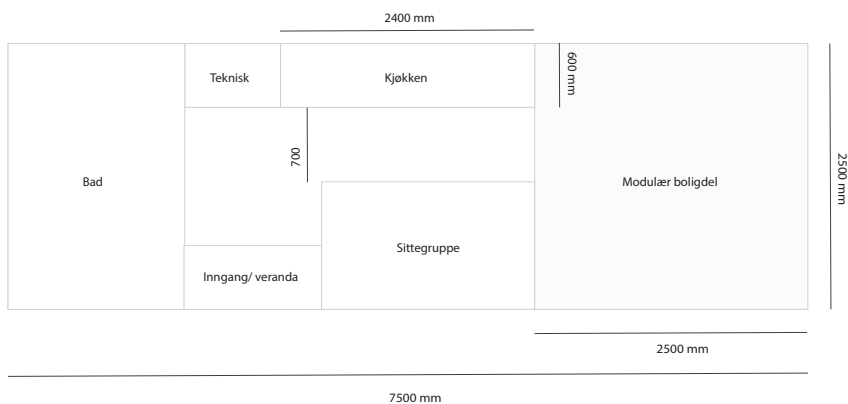 2400 mm
Teknisk
Kjøkken
600 mm
700
Bad
Modulær boligdel
2500 mm
Sittegruppe
Inngang/ veranda
2500 mm
7500 mm